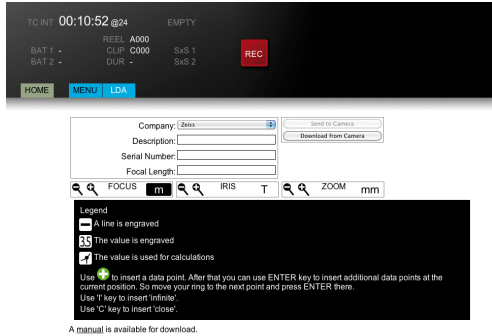 TC INT 00:10:52 @24 EMPTY
REEL A000
BAT 1 - CLIP C000 SxS 1
BAT 2 - DUR - SxS 2
REC
HOME MENU LDA
Company: Zeiss Send to Camera
Description: Download from Camera
Serial Number:
Focal Length:
FOCUS m IRIS T ZOOM mm
Legend
A line is engraved
3.5 The value is engraved
The value is used for calculations
Use to insert a data point. After that you can use ENTER key to insert additional data points at the
current position. So move your ring to the next point and press ENTER there.
Use 'I' key to insert 'infinite'.
Use 'C' key to insert 'close'.
A manual is available for download.